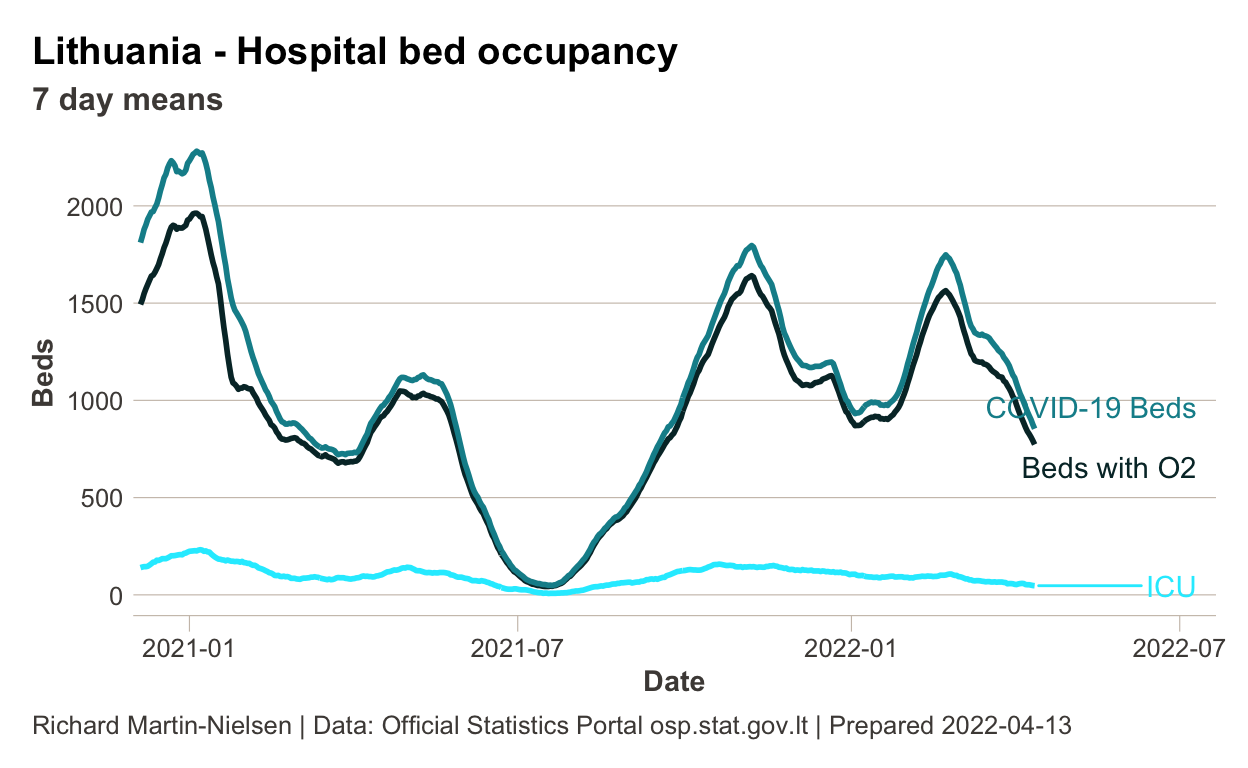 Lithuania - Hospital bed occupancy
7 day means
2000
1500
1000
500
0
Beds
COVID-19 Beds
Beds with O2
ICU
2021-01 2021-07 2022-01 2022-07
Date
Richard Martin-Nielsen | Data: Official Statistics Portal osp.stat.gov.lt | Prepared 2022-04-13